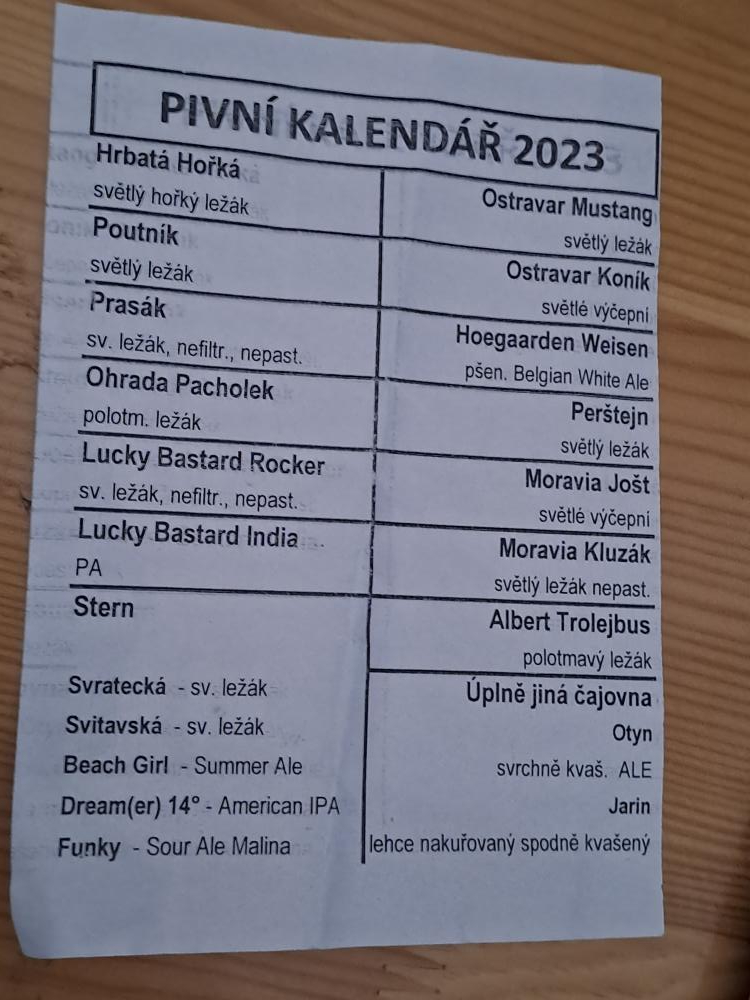 PIVNÍ KALENDÁŘ 2023
Hrbatá Hořká
světlý hořký ležák
Poutník
světlý ležák
Prasák
sv. ležák, nefiltr., nepast.
Ohrada Pacholek
polotm. ležák
Lucky Bastard Rocker
sv. ležák, nefiltr., nepast.
Lucky Bastard India
PA
Stern
Svratecká - sv. ležák
Svitavská - sv. ležák
Beach Girl - Summer Ale
Dream(er) 14° - American IPA
Funky - Sour Ale Malina
Ostravar Mustang
světlý ležák
Ostravar Koník
světlé výčepní
Hoegaarden Weisen
pšen. Belgian White Ale
Perštejn
světlý ležák
Moravia Jošt
světlé výčepní
Moravia Kluzák
světlý ležák nepast.
Albert Trolejbus
polotmavý ležák
Úplně jiná čajovna
Otyn
svrchně kvaš. ALE
Jarin
lehce nakuřovaný spodně kvašený